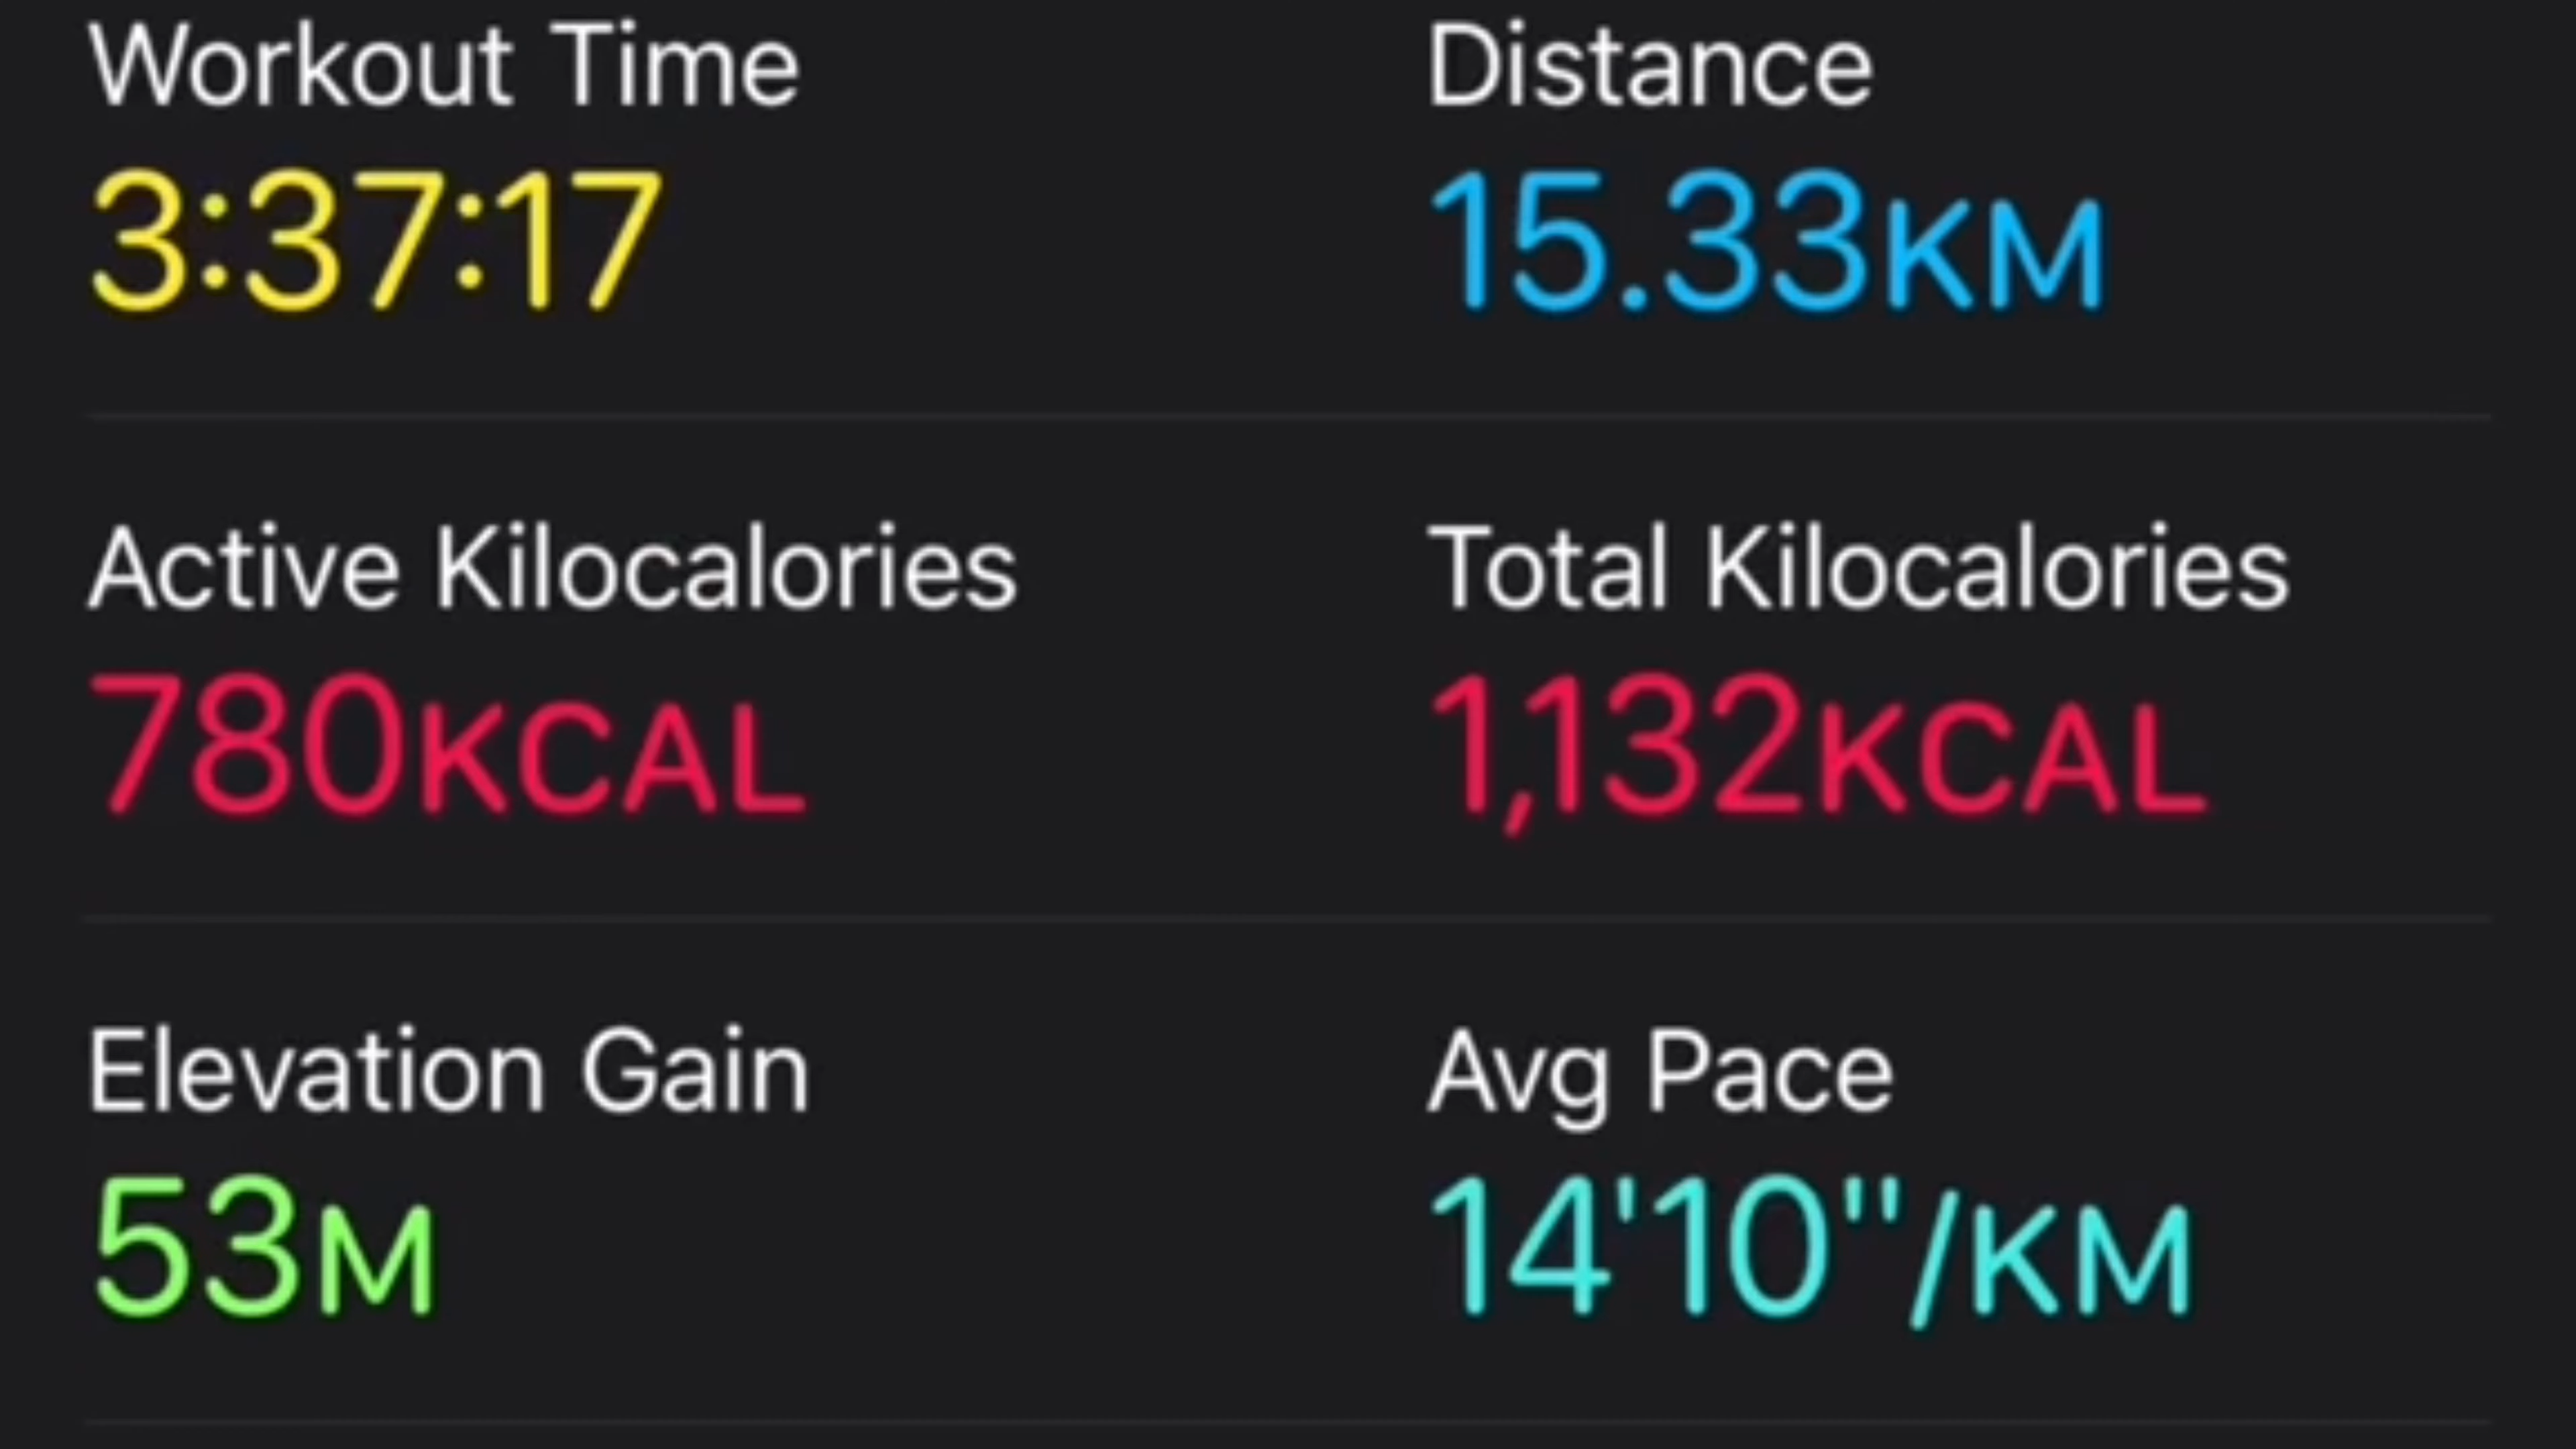 Workout Time
Distance
3:37:17
15.33KM
Active Kilocalories
Total Kilocalories
780KCAL
1,132KCAL
Elevation Gain
Avg Pace
53M
14'10"/KM